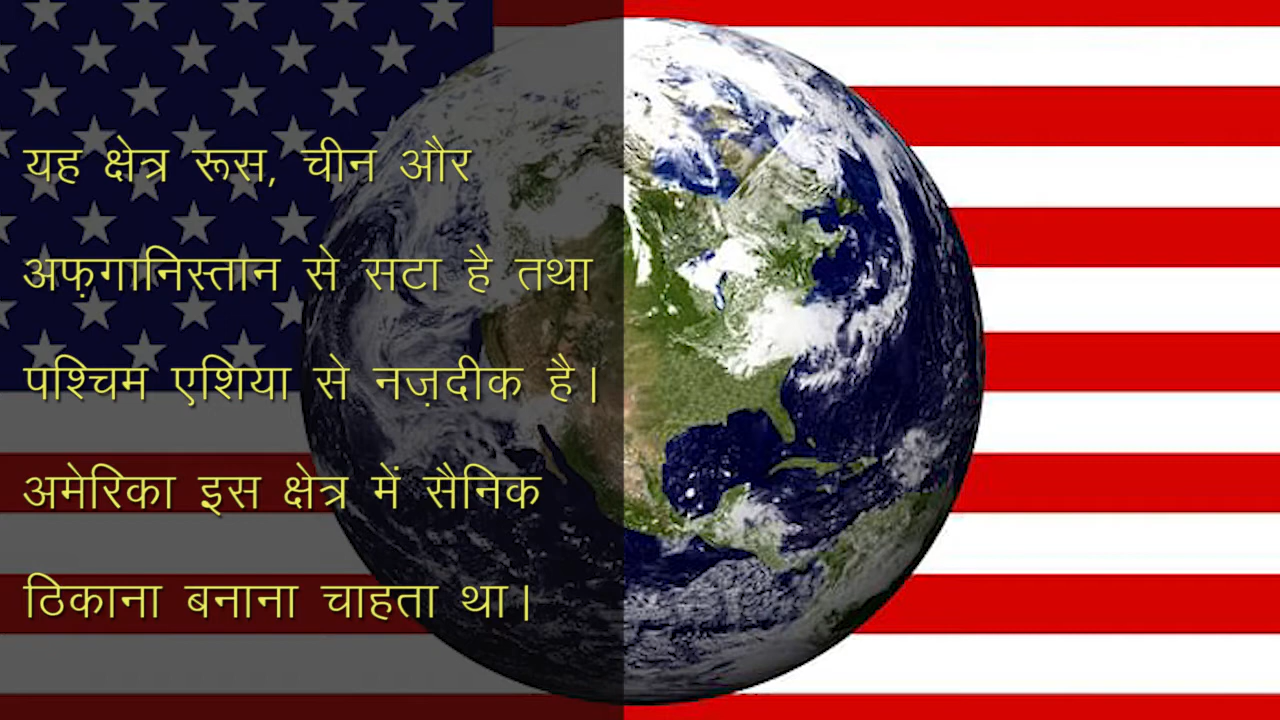 यह क्षेत्र रूस, चीन और
अफ़गानिस्तान से सटा है तथा
पश्चिम एशिया से नज़दीक है।
अमेरिका इस क्षेत्र में सैनिक
ठिकाना बनाना चाहता था।